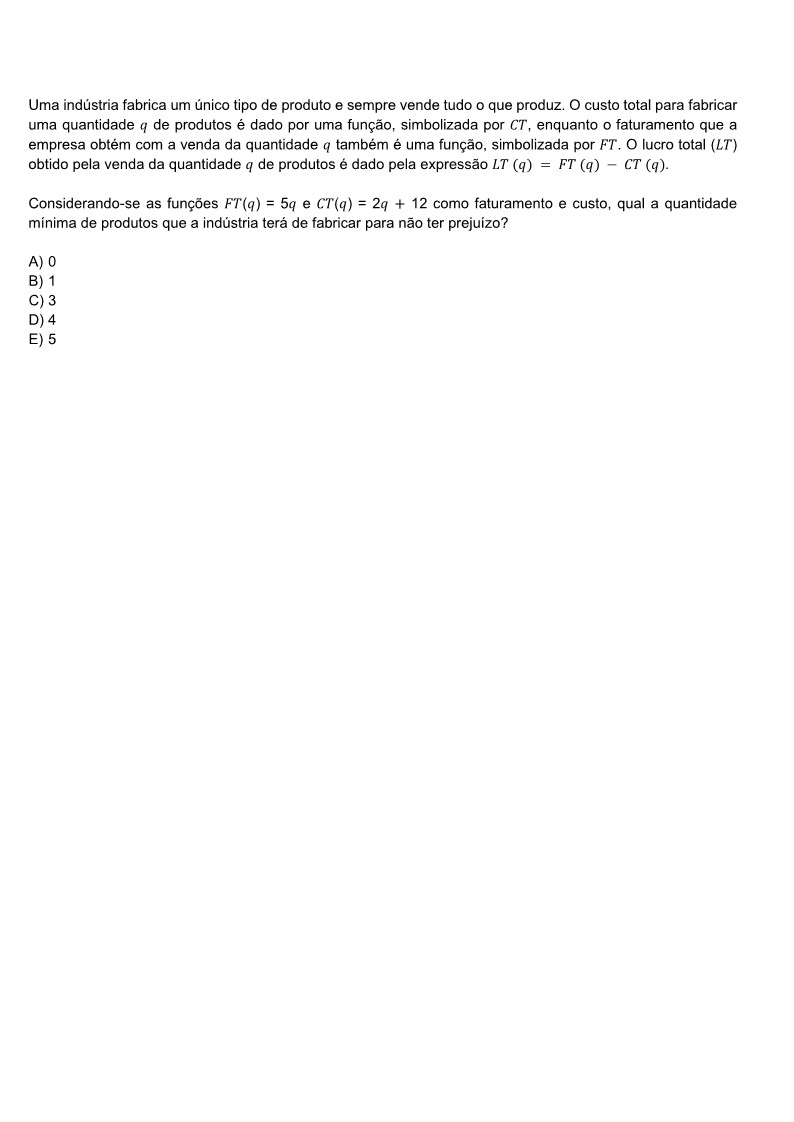 Uma indústria fabrica um único tipo de produto e sempre vende tudo o que produz. O custo total para fabricar
uma quantidade q de produtos é dado por uma função, simbolizada por CT, enquanto o faturamento que a
empresa obtém com a venda da quantidade q também é uma função, simbolizada por FT. O lucro total (LT)
obtido pela venda da quantidade q de produtos é dado pela expressão LT (q) = FT (q) − CT (q).
Considerando-se as funções FT(q) = 5q e CT(q) = 2q + 12 como faturamento e custo, qual a quantidade
mínima de produtos que a indústria terá de fabricar para não ter prejuízo?
A) 0
B) 1
C) 3
D) 4
E) 5